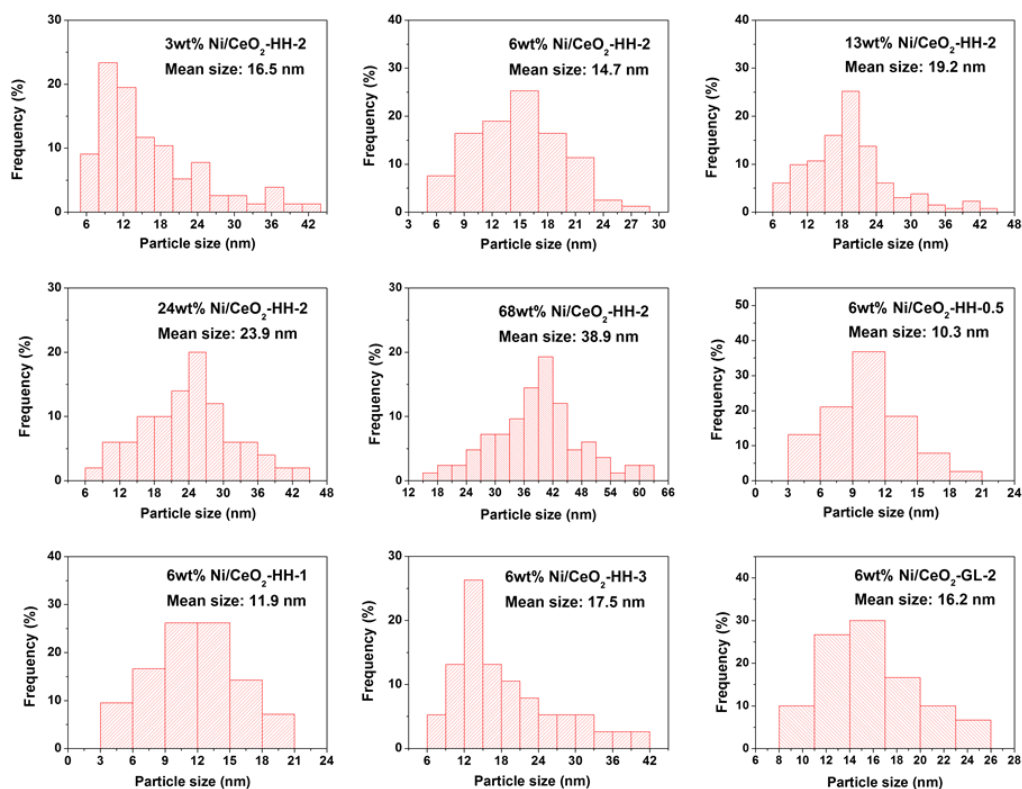 30
20
10
0
Frequency (%)
3wt% Ni/CeO2-HH-2
Mean size: 16.5 nm
6 12 18 24 30 36 42
Particle size (nm)
40
30
20
10
0
Frequency (%)
6wt% Ni/CeO2-HH-2
Mean size: 14.7 nm
3 6 9 12 15 18 21 24 27 30
Particle size (nm)
40
30
20
10
0
Frequency (%)
13wt% Ni/CeO2-HH-2
Mean size: 19.2 nm
6 12 18 24 30 36 42 48
Particle size (nm)
30
20
10
0
Frequency (%)
24wt% Ni/CeO2-HH-2
Mean size: 23.9 nm
6 12 18 24 30 36 42 48
Particle size (nm)
30
20
10
0
Frequency (%)
68wt% Ni/CeO2-HH-2
Mean size: 38.9 nm
12 18 24 30 36 42 48 54 60 66
Particle size (nm)
50
40
30
20
10
0
Frequency (%)
6wt% Ni/CeO2-HH-0.5
Mean size: 10.3 nm
0 3 6 9 12 15 18 21 24
Particle size (nm)
40
30
20
10
0
Frequency (%)
6wt% Ni/CeO2-HH-1
Mean size: 11.9 nm
0 3 6 9 12 15 18 21 24
Particle size (nm)
30
20
10
0
Frequency (%)
6wt% Ni/CeO2-HH-3
Mean size: 17.5 nm
6 12 18 24 30 36 42
Particle size (nm)
40
30
20
10
0
Frequency (%)
6wt% Ni/CeO2-GL-2
Mean size: 16.2 nm
6 8 10 12 14 16 18 20 22 24 26 28
Particle size (nm)